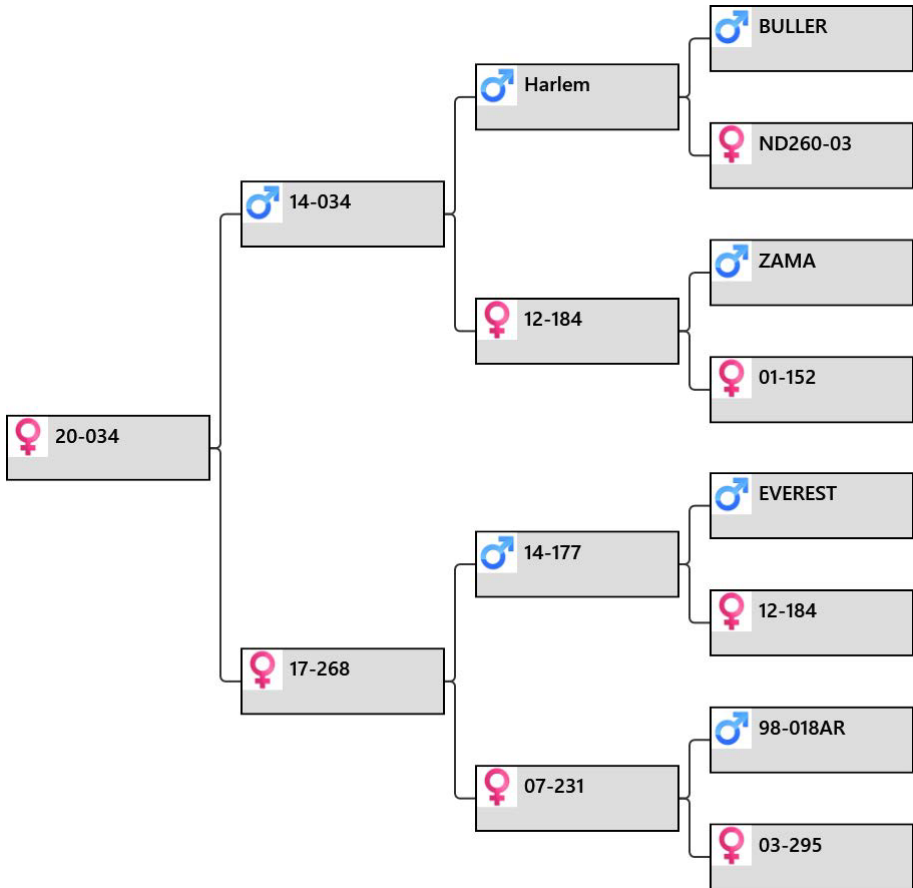 BULLER
Harlem
ND260-03
14-034
ZAMA
12-184
01-152
20-034
EVEREST
14-177
12-184
17-268
98-018AR
07-231
03-295